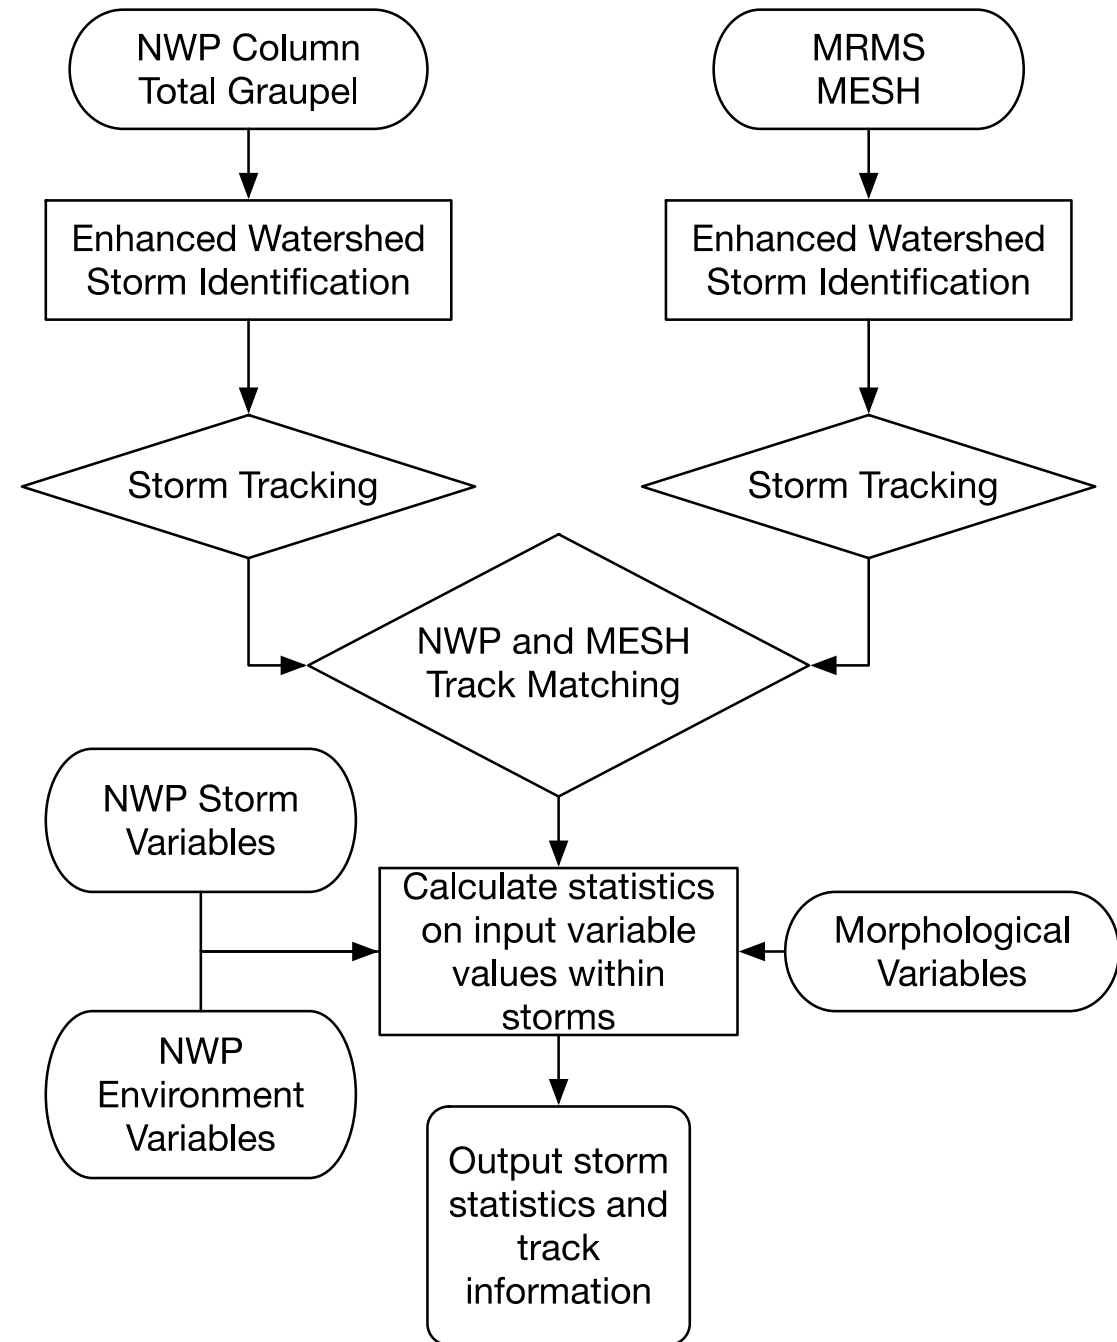 NWP Column
Total Graupel
MRMS
MESH
Enhanced Watershed
Storm Identification
Enhanced Watershed
Storm Identification
Storm Tracking
Storm Tracking
NWP and MESH
Track Matching
NWP Storm
Variables
Calculate statistics
on input variable
values within
storms
Morphological
Variables
NWP
Environment
Variables
Output storm
statistics and
track
information